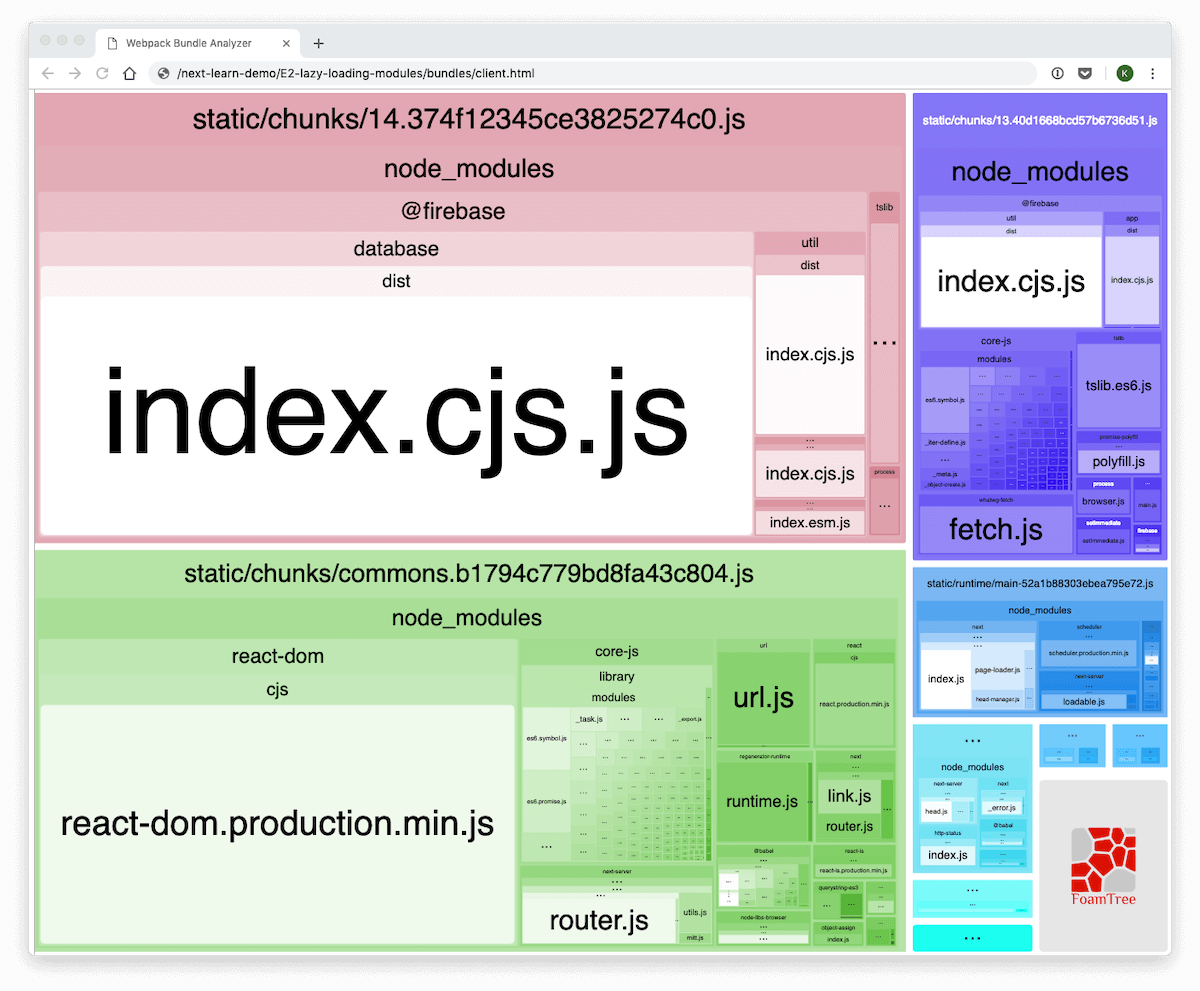 Webpack Bundle Analyzer
/next-learn-demo/E2-lazy-loading-modules/bundles/client.html
K
static/chunks/14.374f12345ce3825274c0.js
node_modules
@firebase
tslib
database
util
dist
dist
index.cjs.js
index.cjs.js
...
...
index.cjs.js
process
...
...
index.esm.js
static/chunks/13.40d1668bcd57b6736d51.js
node_modules
@firebase
util
app
dist
dist
index.cjs.js
index.cjs.js
core-js
tslib
modules
tslib.es6.js
es6.symbol.js
_iter-define.js
...
_meta.js
_object-create.js
promise-polyfill
...
polyfill.js
process
...
browser.js
main.js
whatwg-fetch
fetch.js
setImmediate
setImmediate.js
firebase
static/chunks/commons.b1794c779bd8fa43c804.js
node_modules
react-dom
cjs
react-dom.production.min.js
core-js
library
modules
_task.js
...
...
_export.js
es6.symbol.js
es6.promise.js
...
next-server
...
...
router.js
utils.js
mitt.js
url
url.js
react
cjs
react.production.min.js
regenerator-runtime
runtime.js
next
...
...
link.js
router.js
@babel
...
react-is
...
react-is.production.min.js
querystring-es3
...
...
node-libs-browser
...
...
object-assign
index.js
static/runtime/main-52a1b88303ebea795e72.js
node_modules
next
scheduler
...
...
...
scheduler.production.min.js
index.js
page-loader.js
head-manager.js
next-server
...
loadable.js
...
node_modules
next-server
next
...
...
head.js
_error.js
http-status
@babel
...
index.js
...
...
...
...
...
FoamTree